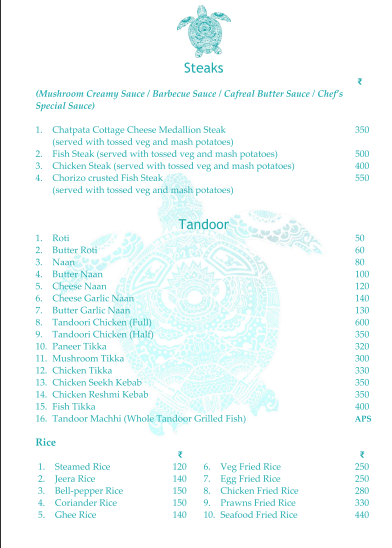 Steaks
₹
(Mushroom Creamy Sauce / Barbecue Sauce / Cafreal Butter Sauce / Chef's
Special Sauce)
1. Chatpata Cottage Cheese Medallion Steak 350
(served with tossed veg and mash potatoes)
2. Fish Steak (served with tossed veg and mash potatoes) 500
3. Chicken Steak (served with tossed veg and mash potatoes) 400
4. Chorizo crusted Fish Steak 550
(served with tossed veg and mash potatoes)
Tandoor
1. Roti 50
2. Butter Roti 60
3. Naan 80
4. Butter Naan 100
5. Cheese Naan 120
6. Cheese Garlic Naan 140
7. Butter Garlic Naan 130
8. Tandoori Chicken (Full) 600
9. Tandoori Chicken (Half) 350
10. Paneer Tikka 320
11. Mushroom Tikka 300
12. Chicken Tikka 330
13. Chicken Seekh Kebab 350
14. Chicken Reshmi Kebab 350
15. Fish Tikka 400
16. Tandoor Machhi (Whole Tandoor Grilled Fish) APS
Rice
₹ ₹
1. Steamed Rice 120 6. Veg Fried Rice 250
2. Jeera Rice 140 7. Egg Fried Rice 250
3. Bell-pepper Rice 150 8. Chicken Fried Rice 280
4. Coriander Rice 150 9. Prawns Fried Rice 330
5. Ghee Rice 140 10. Seafood Fried Rice 440